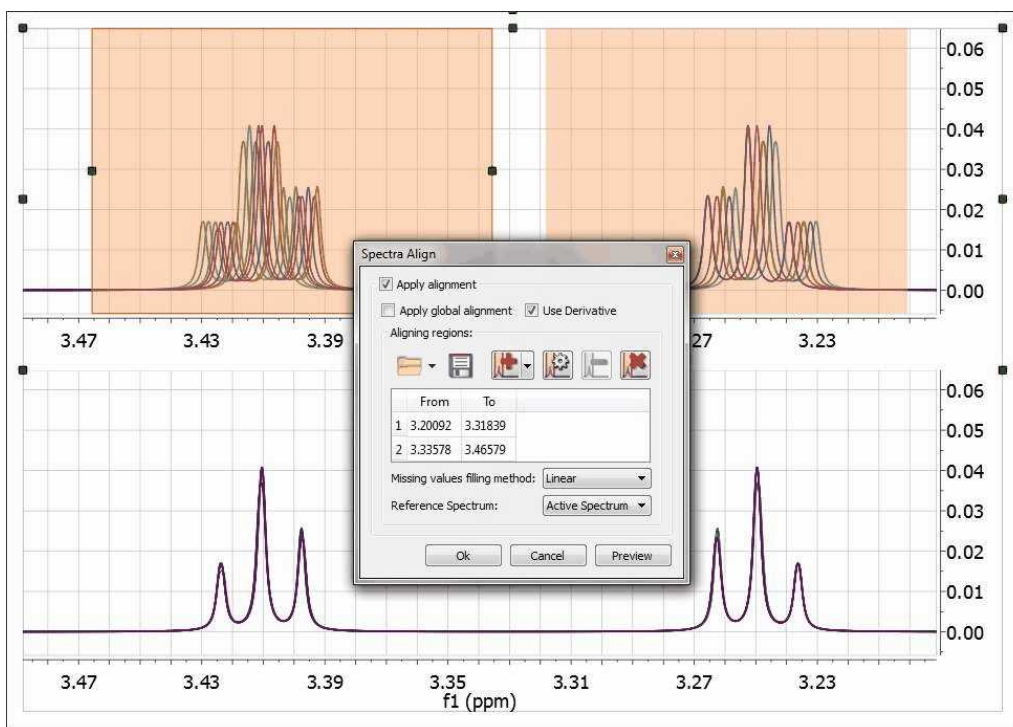 0.06
0.05
0.04
0.03
0.02
0.01
0.00
3.47 3.43 3.39 27 3.23
Spectra Align
Apply alignment
Apply global alignment Use Derivative
Aligning regions:
From To
1 3.20092 3.31839
2 3.33578 3.46579
Missing values filling method: Linear
Reference Spectrum: Active Spectrum
Ok Cancel Preview
0.06
0.05
0.04
0.03
0.02
0.01
0.00
3.47 3.43 3.39 3.35 3.31 3.27 3.23
f1 (ppm)